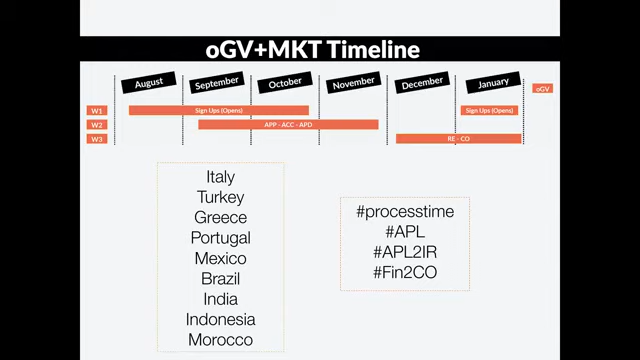 oGV+MKT Timeline
August
September
October
November
December
January
oGV
W1
Sign Ups (Opens)
Sign Ups (Opens)
W2
APP - ACC - APD
W3
RE - CO
Italy
Turkey
Greece
Portugal
Mexico
Brazil
India
Indonesia
Morocco
#processtime
#APL
#APL2IR
#Fin2CO